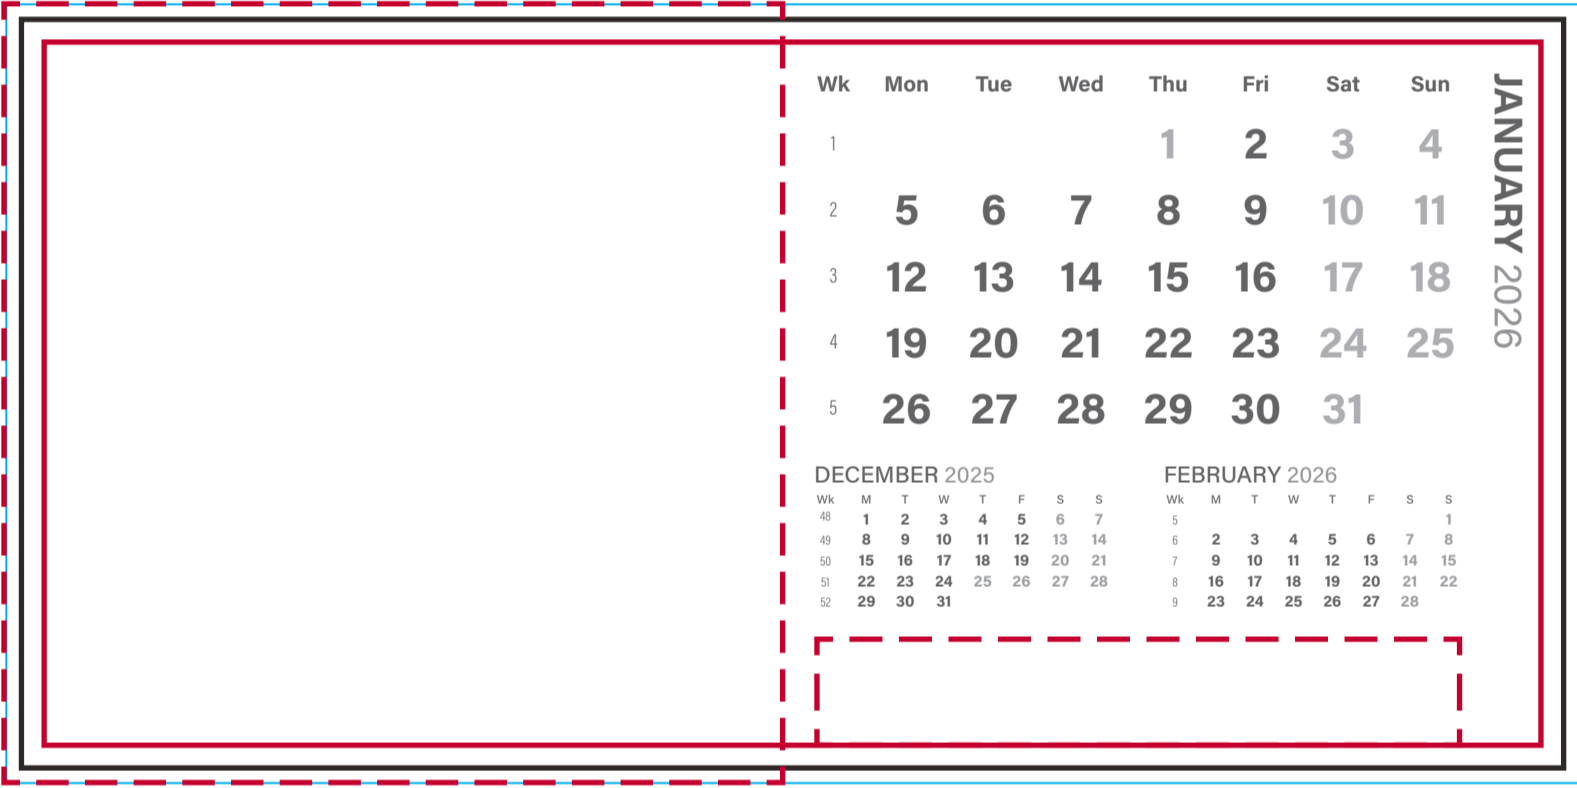 Wk Mon Tue Wed Thu Fri Sat Sun
1 1 2 3 4
2 5 6 7 8 9 10 11
3 12 13 14 15 16 17 18
4 19 20 21 22 23 24 25
5 26 27 28 29 30 31
JANUARY 2026
DECEMBER 2025
Wk M T W T F S S
48 1 2 3 4 5 6 7
49 8 9 10 11 12 13 14
50 15 16 17 18 19 20 21
51 22 23 24 25 26 27 28
52 29 30 31
FEBRUARY 2026
Wk M T W T F S S
5 1
6 2 3 4 5 6 7 8
7 9 10 11 12 13 14 15
8 16 17 18 19 20 21 22
9 23 24 25 26 27 28